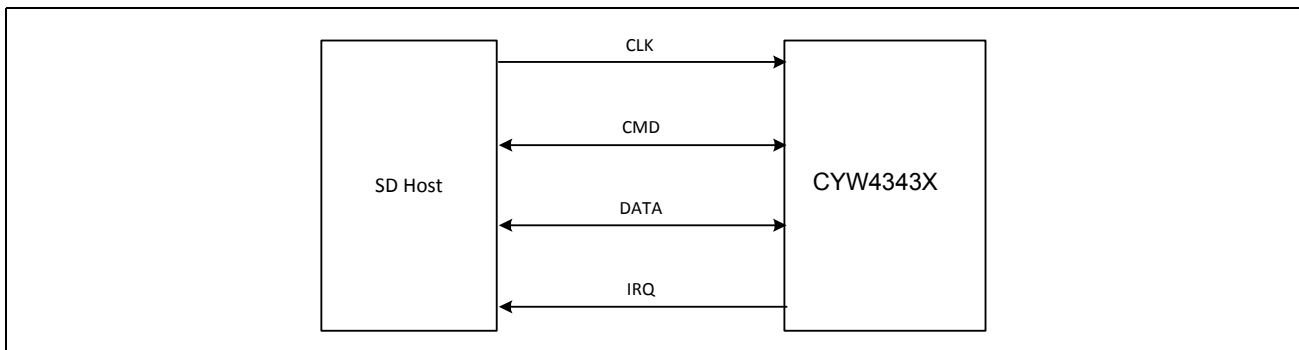 CLK
CMD
SD Host
CYW4343X
DATA
IRQ